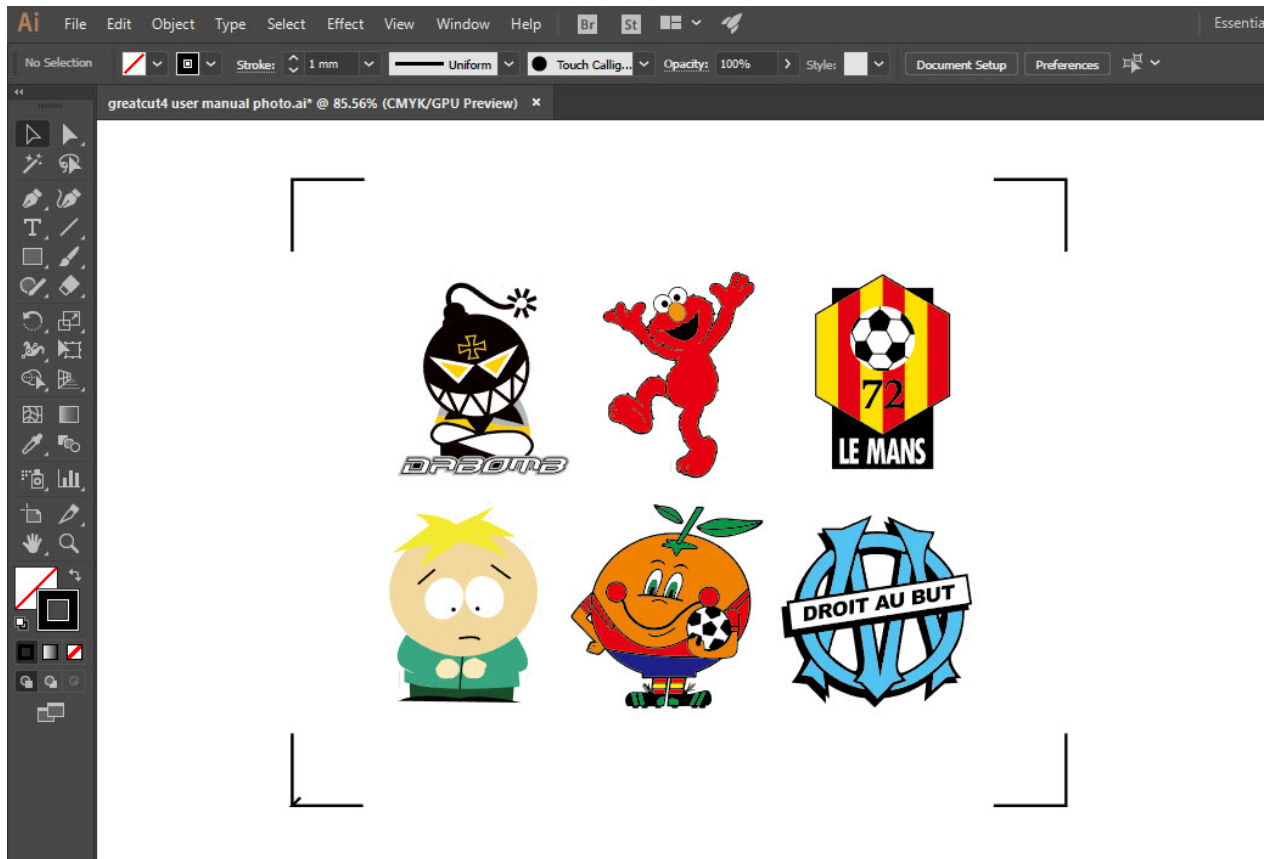 Ai File Edit Object Type Select Effect View Window Help Br St Essentia
No Selection Stroke: 1 mm Uniform Touch Callig... Opacity: 100% Style: Document Setup Preferences
greatcut4 user manual photo.ai* @ 85.56% (CMYK/GPU Preview) ×
72
LE MANS
DABOMB
DROIT AU BUT